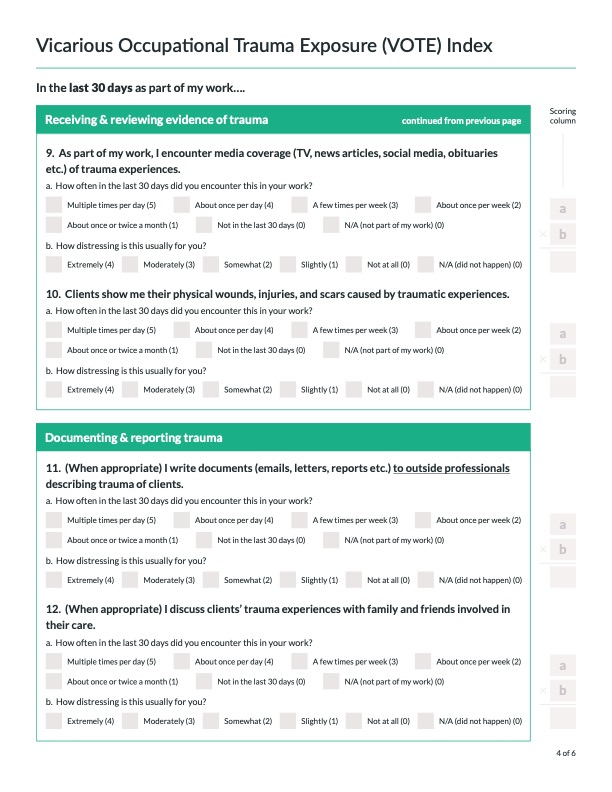 Vicarious Occupational Trauma Exposure (VOTE) Index
In the last 30 days as part of my work....
Receiving & reviewing evidence of trauma continued from previous page
Scoring
column
9. As part of my work, I encounter media coverage (TV, news articles, social media, obituaries
etc.) of trauma experiences.
a. How often in the last 30 days did you encounter this in your work?
Multiple times per day (5) About once per day (4) A few times per week (3) About once per week (2)
a
About once or twice a month (1) Not in the last 30 days (0) N/A (not part of my work) (0)
× b
b. How distressing is this usually for you?
Extremely (4) Moderately (3) Somewhat (2) Slightly (1) Not at all (0) N/A (did not happen) (0)
10. Clients show me their physical wounds, injuries, and scars caused by traumatic experiences.
a. How often in the last 30 days did you encounter this in your work?
Multiple times per day (5) About once per day (4) A few times per week (3) About once per week (2)
a
About once or twice a month (1) Not in the last 30 days (0) N/A (not part of my work) (0)
× b
b. How distressing is this usually for you?
Extremely (4) Moderately (3) Somewhat (2) Slightly (1) Not at all (0) N/A (did not happen) (0)
Documenting & reporting trauma
11. (When appropriate) I write documents (emails, letters, reports etc.) to outside professionals
describing trauma of clients.
a. How often in the last 30 days did you encounter this in your work?
Multiple times per day (5) About once per day (4) A few times per week (3) About once per week (2)
a
About once or twice a month (1) Not in the last 30 days (0) N/A (not part of my work) (0)
× b
b. How distressing is this usually for you?
Extremely (4) Moderately (3) Somewhat (2) Slightly (1) Not at all (0) N/A (did not happen) (0)
12. (When appropriate) I discuss clients' trauma experiences with family and friends involved in
their care.
a. How often in the last 30 days did you encounter this in your work?
Multiple times per day (5) About once per day (4) A few times per week (3) About once per week (2)
a
About once or twice a month (1) Not in the last 30 days (0) N/A (not part of my work) (0)
× b
b. How distressing is this usually for you?
Extremely (4) Moderately (3) Somewhat (2) Slightly (1) Not at all (0) N/A (did not happen) (0)
4 of 6